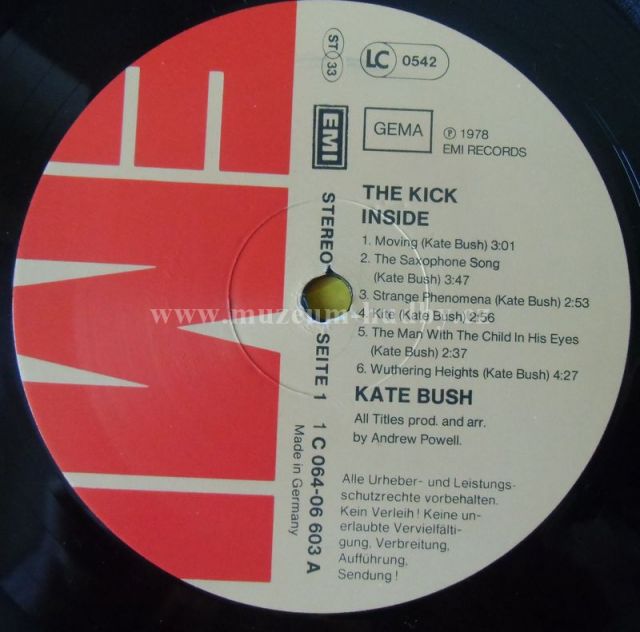 LC 0542
ST 33
EMI
GEMA
℗ 1978
EMI RECORDS
THE KICK
INSIDE
1. Moving (Kate Bush) 3:01
2. The Saxophone Song
(Kate Bush) 3:47
3. Strange Phenomena (Kate Bush) 2:53
4. Kite (Kate Bush) 2:56
5. The Man With The Child In His Eyes
(Kate Bush) 2:37
6. Wuthering Heights (Kate Bush) 4:27
KATE BUSH
All Titles prod. and arr.
by Andrew Powell.
Alle Urheber- und Leistungs-
schutzrechte vorbehalten.
Kein Verleih! Keine un-
erlaubte Vervielfälti-
gung, Verbreitung,
Aufführung,
Sendung!
STEREO SEITE 1 1 C 064-06 603 A
Made in Germany
EMI